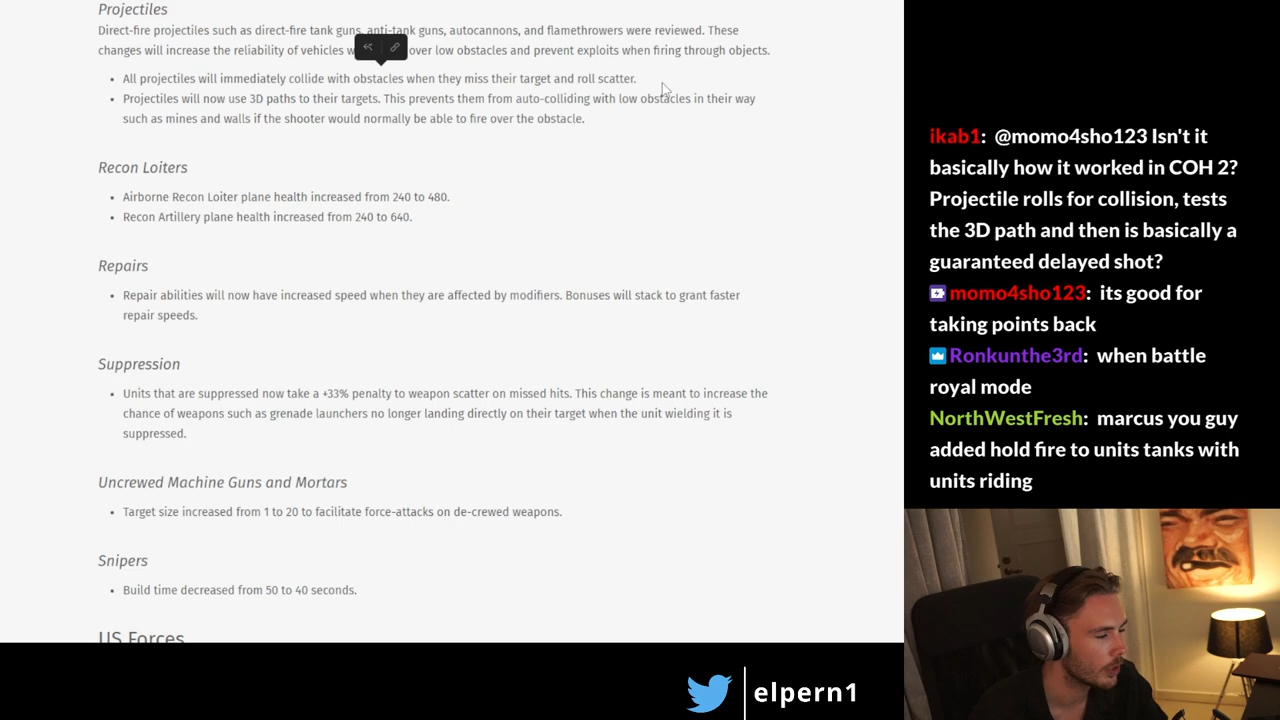 Projectiles
Direct-fire projectiles such as direct-fire tank guns, anti-tank guns, autocannons, and flamethrowers were reviewed. These
changes will increase the reliability of vehicles w over low obstacles and prevent exploits when firing through objects.
• All projectiles will immediately collide with obstacles when they miss their target and roll scatter.
• Projectiles will now use 3D paths to their targets. This prevents them from auto-colliding with low obstacles in their way
such as mines and walls if the shooter would normally be able to fire over the obstacle.
Recon Loiters
• Airborne Recon Loiter plane health increased from 240 to 480.
• Recon Artillery plane health increased from 240 to 640.
Repairs
• Repair abilities will now have increased speed when they are affected by modifiers. Bonuses will stack to grant faster
repair speeds.
Suppression
• Units that are suppressed now take a +33% penalty to weapon scatter on missed hits. This change is meant to increase the
chance of weapons such as grenade launchers no longer landing directly on their target when the unit wielding it is
suppressed.
Uncrewed Machine Guns and Mortars
• Target size increased from 1 to 20 to facilitate force-attacks on de-crewed weapons.
Snipers
• Build time decreased from 50 to 40 seconds.
US Forces
ikab1: @momo4sho123 Isn't it
basically how it worked in COH 2?
Projectile rolls for collision, tests
the 3D path and then is basically a
guaranteed delayed shot?
momo4sho123: its good for
taking points back
Ronkunthe3rd: when battle
royal mode
NorthWestFresh: marcus you guy
added hold fire to units tanks with
units riding
elpern1